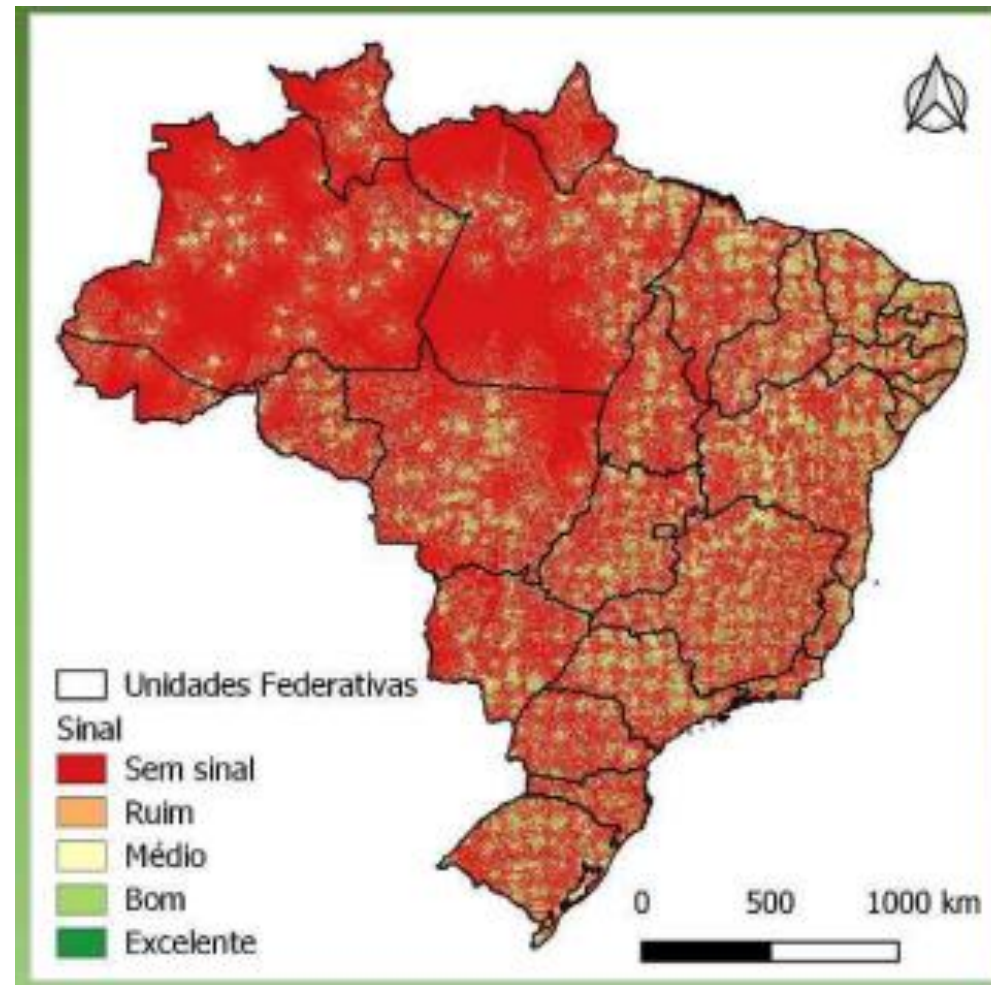 Unidades Federativas
Sinal
Sem sinal
Ruim
Médio
Bom
Excelente
0 500 1000 km